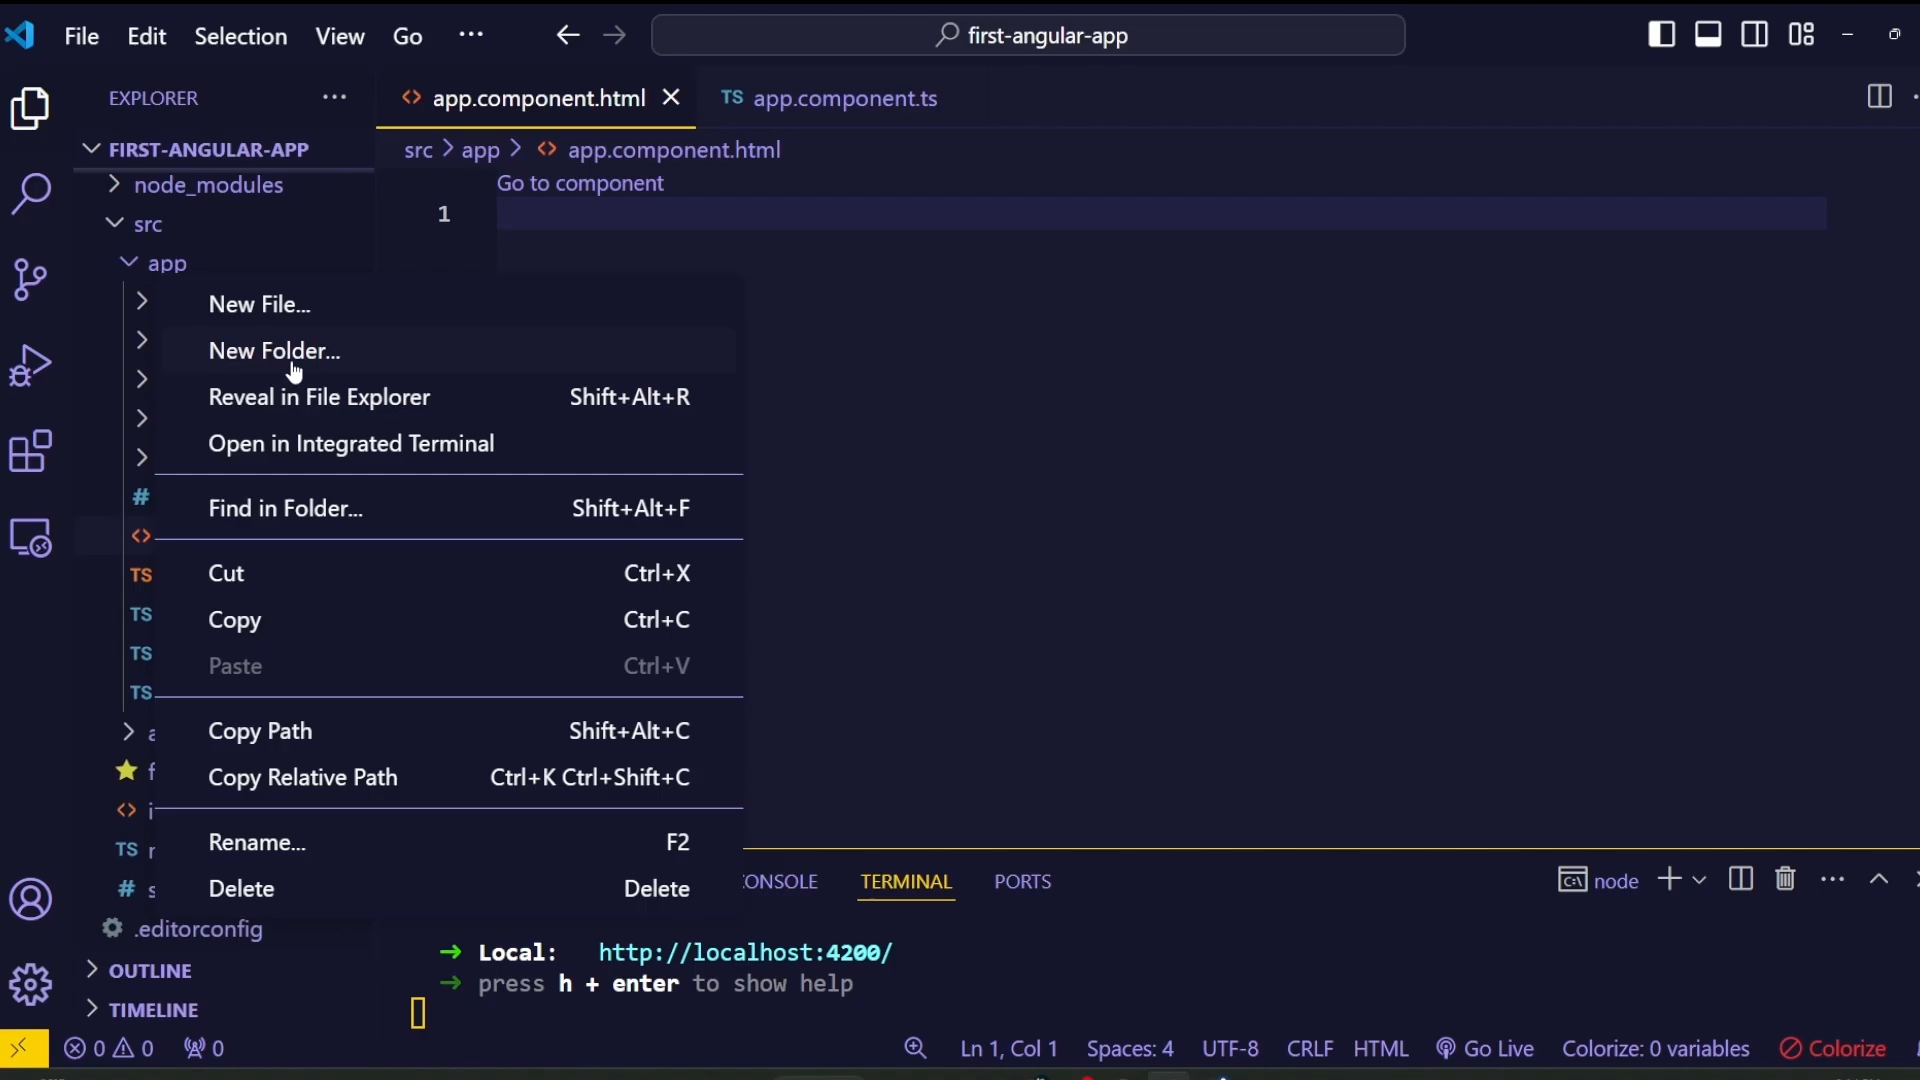 File Edit Selection View Go ··· first-angular-app
EXPLORER ···
<> app.component.html
TS app.component.ts
FIRST-ANGULAR-APP
src > app > <> app.component.html
node_modules
Go to component
src
1
app
New File...
New Folder...
Reveal in File Explorer Shift+Alt+R
Open in Integrated Terminal
#
Find in Folder... Shift+Alt+F
<>
TS
Cut Ctrl+X
TS
Copy Ctrl+C
TS
Paste Ctrl+V
TS
Copy Path Shift+Alt+C
Copy Relative Path Ctrl+K Ctrl+Shift+C
<> i
TS
Rename... F2
# s
Delete Delete
ONSOLE TERMINAL PORTS
node
.editorconfig
OUTLINE
TIMELINE
➜ Local: http://localhost:4200/
➜ press h + enter to show help
0 0 0 Ln 1, Col 1 Spaces: 4 UTF-8 CRLF HTML Go Live Colorize: 0 variables Colorize